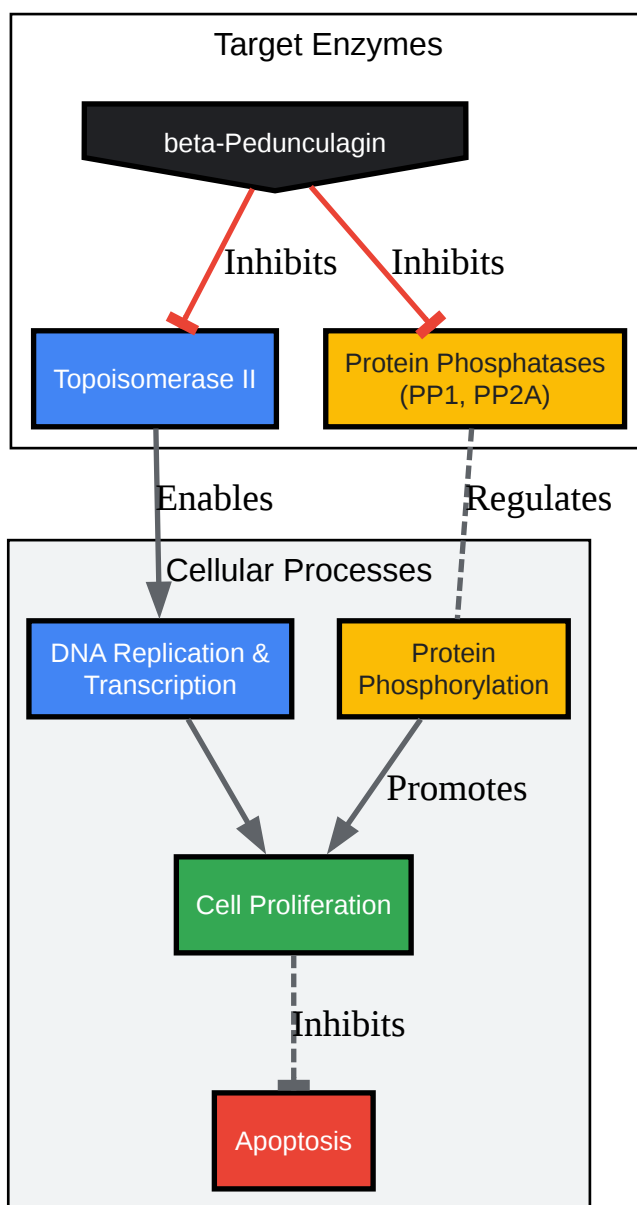 Target Enzymes
beta-Pedunculagin
Inhibits
Inhibits
Topoisomerase II
Protein Phosphatases
(PP1, PP2A)
Enables
Regulates
Cellular Processes
DNA Replication &
Transcription
Protein
Phosphorylation
Promotes
Cell Proliferation
Inhibits
Apoptosis